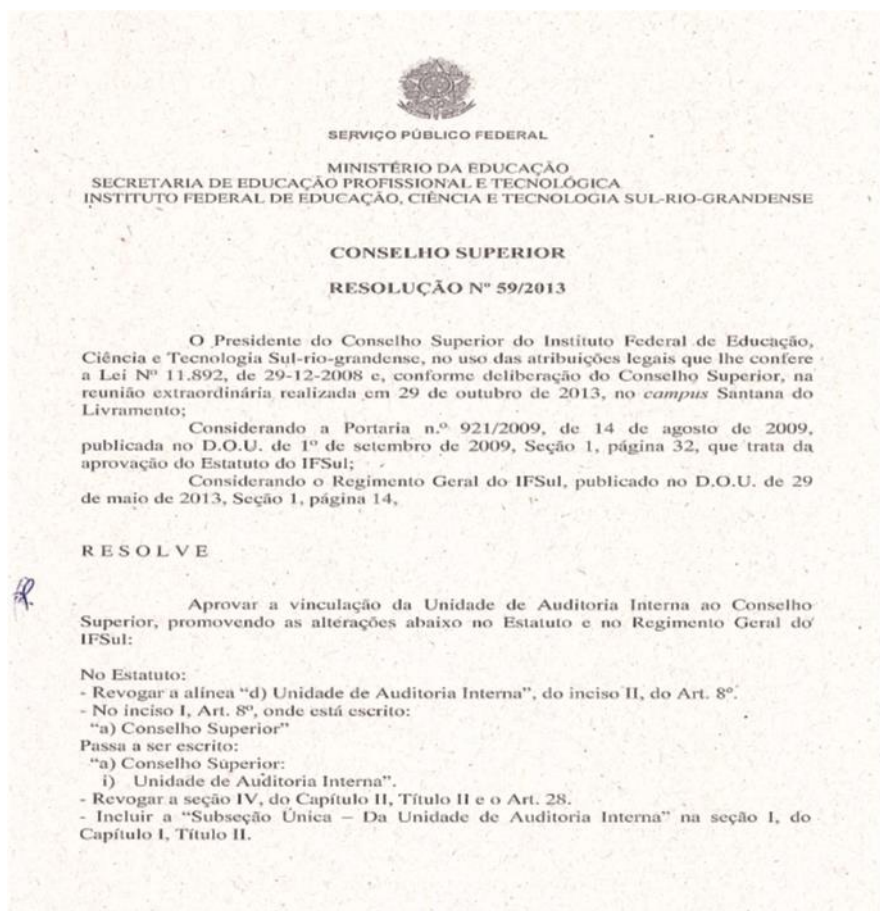 SERVIÇO PÚBLICO FEDERAL
MINISTÉRIO DA EDUCAÇÃO
SECRETARIA DE EDUCAÇÃO PROFISSIONAL E TECNOLÓGICA
INSTITUTO FEDERAL DE EDUCAÇÃO, CIÊNCIA E TECNOLOGIA SUL-RIO-GRANDENSE
CONSELHO SUPERIOR
RESOLUÇÃO Nº 59/2013
O Presidente do Conselho Superior do Instituto Federal de Educação,
Ciência e Tecnologia Sul-rio-grandense, no uso das atribuições legais que lhe confere
a Lei Nº 11.892, de 29-12-2008 e, conforme deliberação do Conselho Superior, na
reunião extraordinária realizada em 29 de outubro de 2013, no campus Santana do
Livramento;
Considerando a Portaria n.º 921/2009, de 14 de agosto de 2009,
publicada no D.O.U. de 1º de setembro de 2009, Seção 1, página 32, que trata da
aprovação do Estatuto do IFSul;
Considerando o Regimento Geral do IFSul, publicado no D.O.U. de 29
de maio de 2013, Seção 1, página 14,
R E S O L V E
Aprovar a vinculação da Unidade de Auditoria Interna ao Conselho
Superior, promovendo as alterações abaixo no Estatuto e no Regimento Geral do
IFSul:
No Estatuto:
- Revogar a alínea “d) Unidade de Auditoria Interna”, do inciso II, do Art. 8º.
- No inciso I, Art. 8º, onde está escrito:
“a) Conselho Superior”
Passa a ser escrito:
“a) Conselho Superior:
i) Unidade de Auditoria Interna”.
- Revogar a seção IV, do Capítulo II, Título II e o Art. 28.
- Incluir a “Subseção Única – Da Unidade de Auditoria Interna” na seção I, do
Capítulo I, Título II.